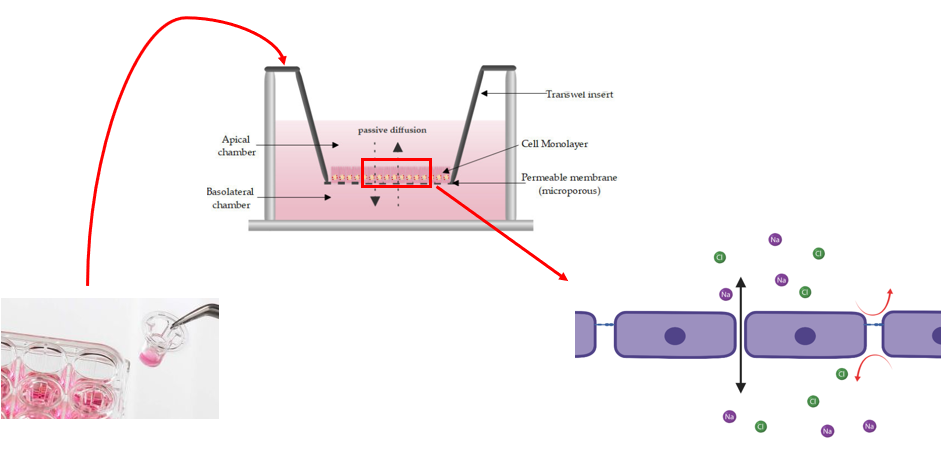 Transwel insert
passive diffusion
Apical
chamber
Cell Monolayer
Permeable membrane
(microporous)
Basolateral
chamber
Na
Cl
Cl
Na
Na
Cl
Cl
Cl
Na
Cl
Na
Na